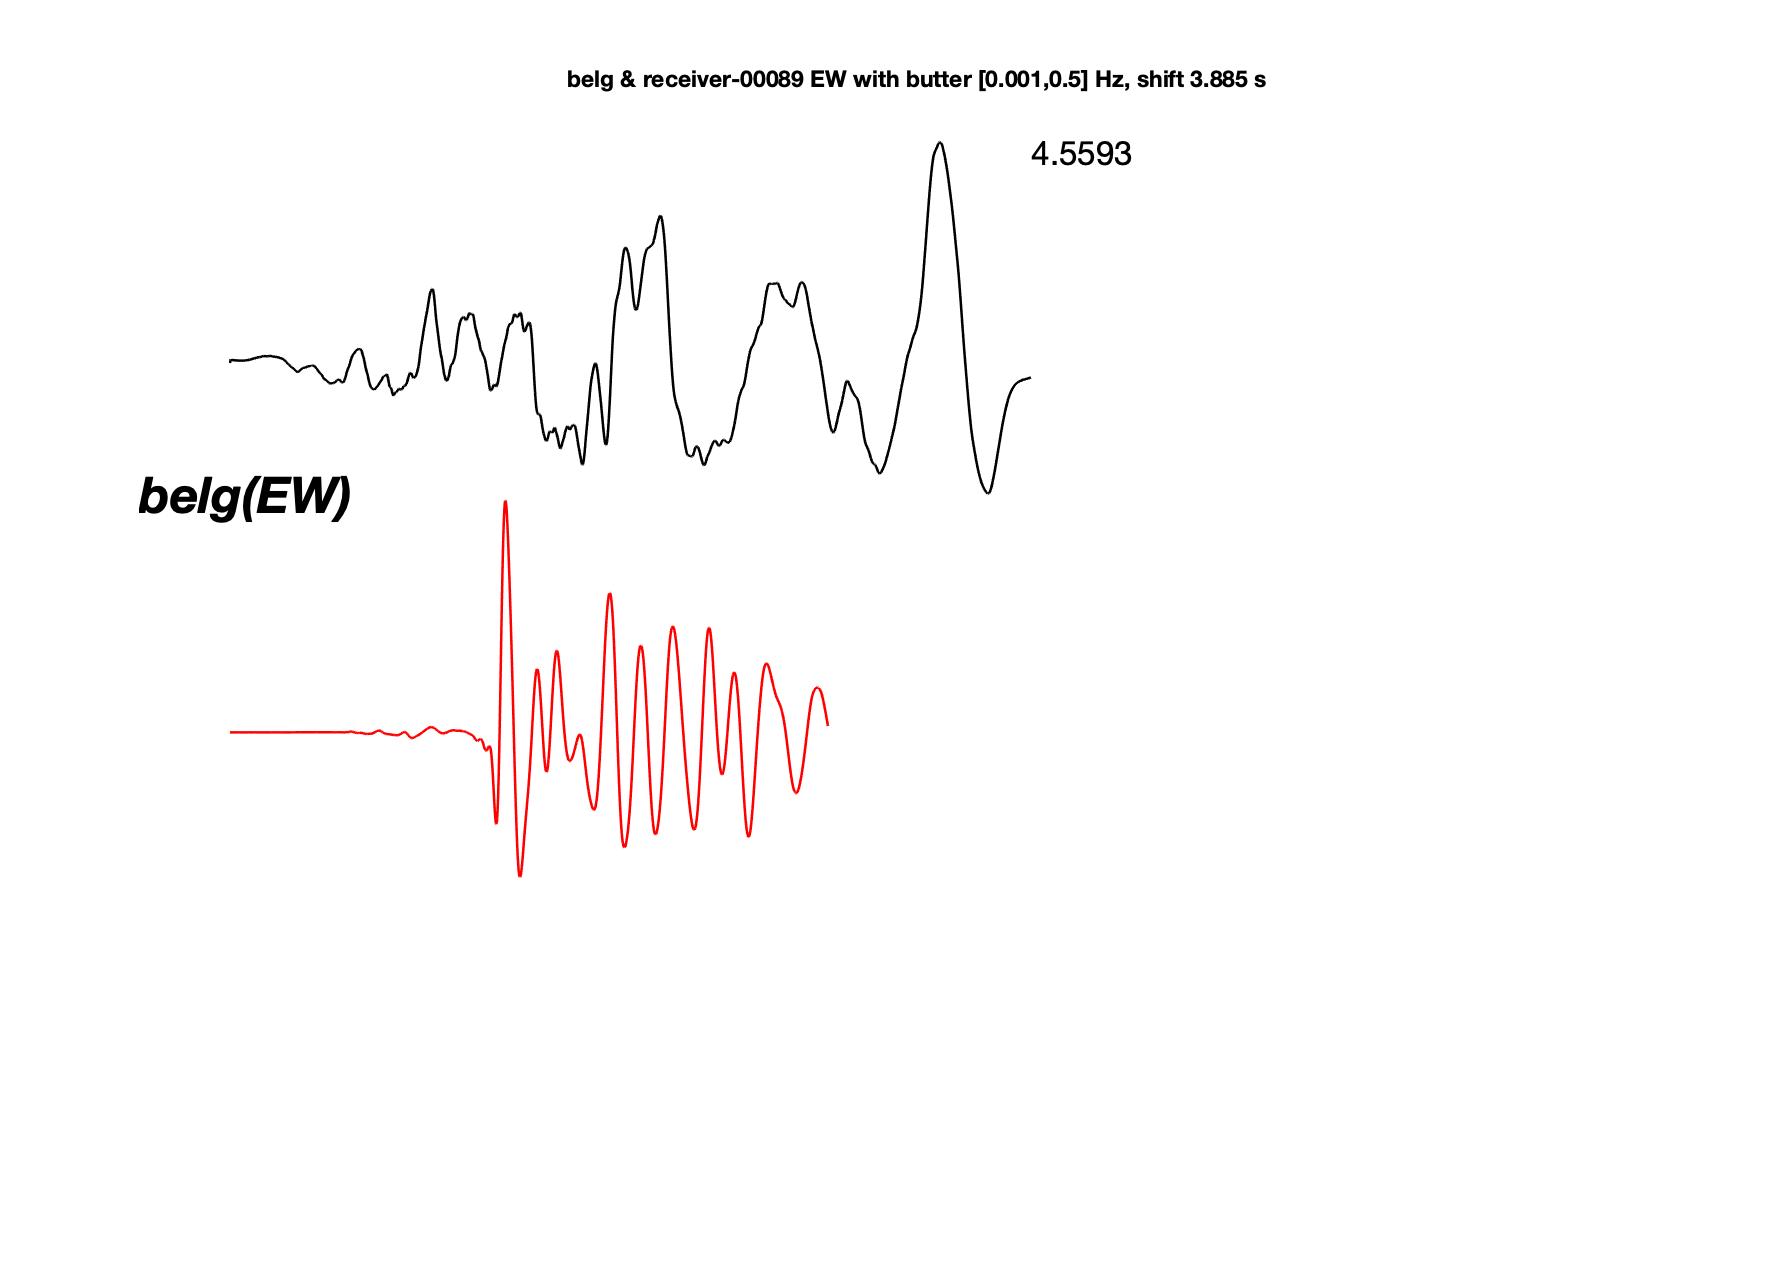 belg & receiver-00089 EW with butter [0.001,0.5] Hz, shift 3.885 s
4.5593
belg(EW)